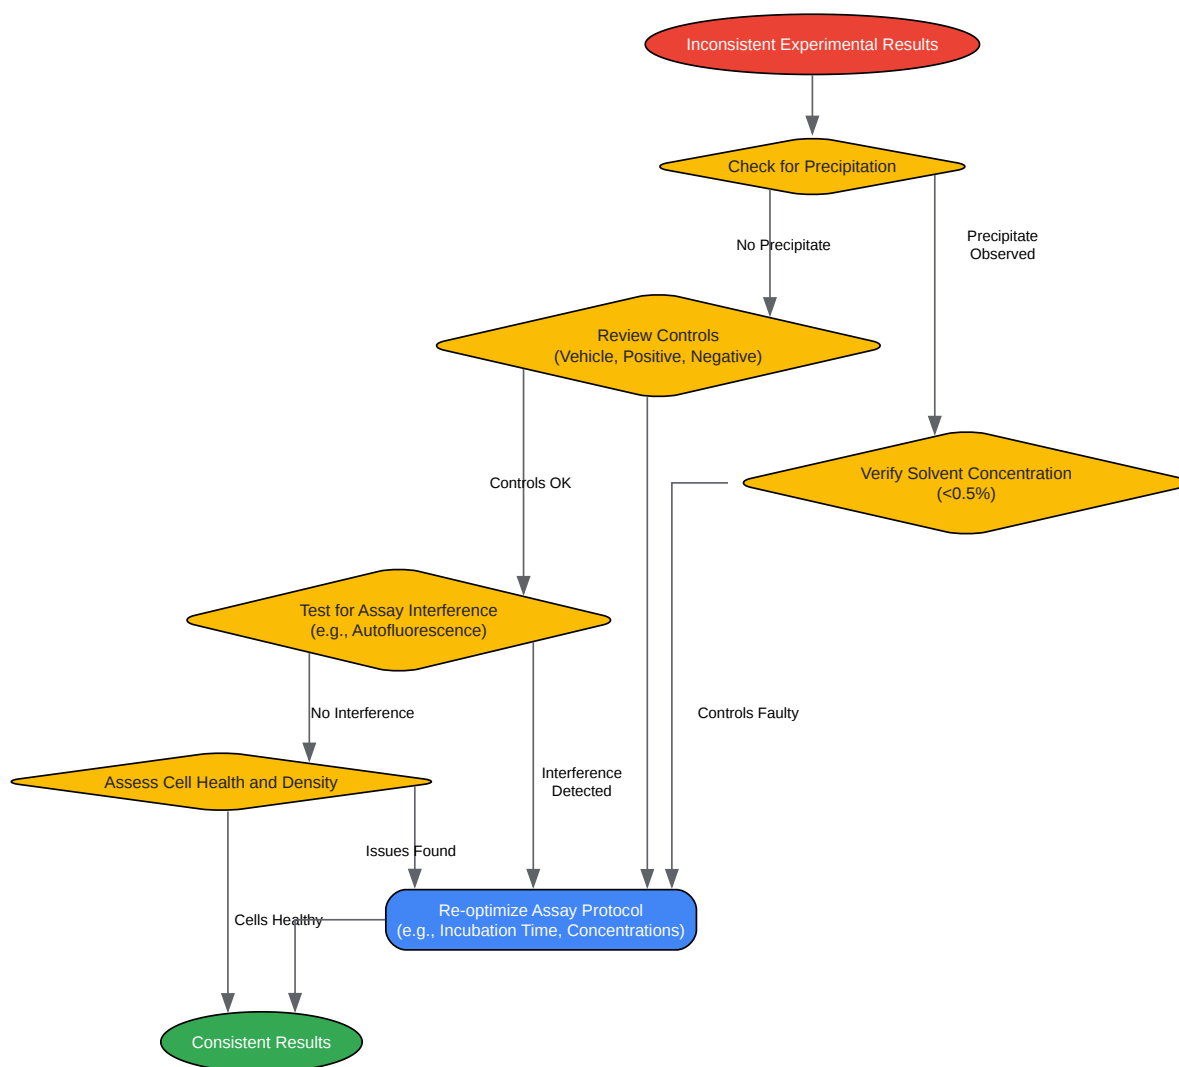 Inconsistent Experimental Results
Check for Precipitation
No Precipitate
Precipitate
Observed
Review Controls
(Vehicle, Positive, Negative)
Verify Solvent Concentration
(<0.5%)
Controls OK
Test for Assay Interference
(e.g., Autofluorescence)
No Interference
Controls Faulty
Assess Cell Health and Density
Interference
Detected
Issues Found
Re-optimize Assay Protocol
(e.g., Incubation Time, Concentrations)
Cells Healthy
Consistent Results